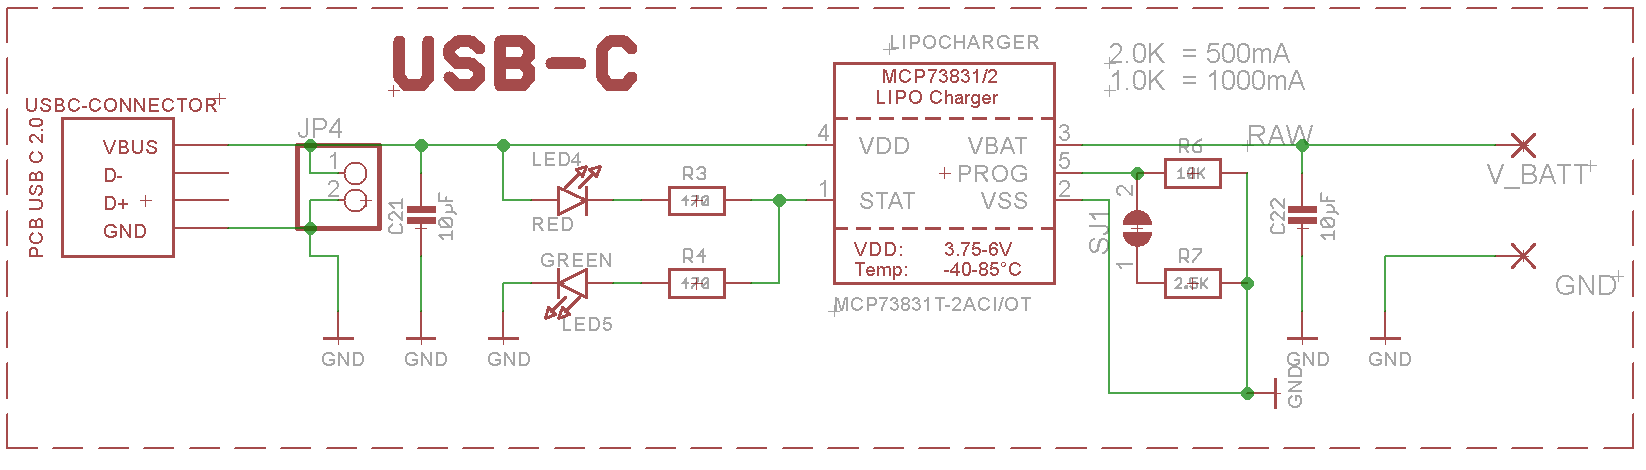 USB-C
LIPOCHARGER
2.0K = 500mA
1.0K = 1000mA
MCP73831/2
LIPO Charger
USBC-CONNECTOR
PCB USB C 2.0
VBUS
D-
D+
GND
JP4
1
2
C21
10µF
LED4
RED
R3
GREEN
LED5
R4
4
VDD
1
STAT
VBAT
3
PROG
5
VSS
2
VDD: 3.75-6V
Temp: -40-85°C
MCP73831T-2ACI/OT
RAW
R6
2
SJ1
1
R7
2.5K
C22
10µF
V_BATT
GND
GND
GND
GND
GND
GND
GND